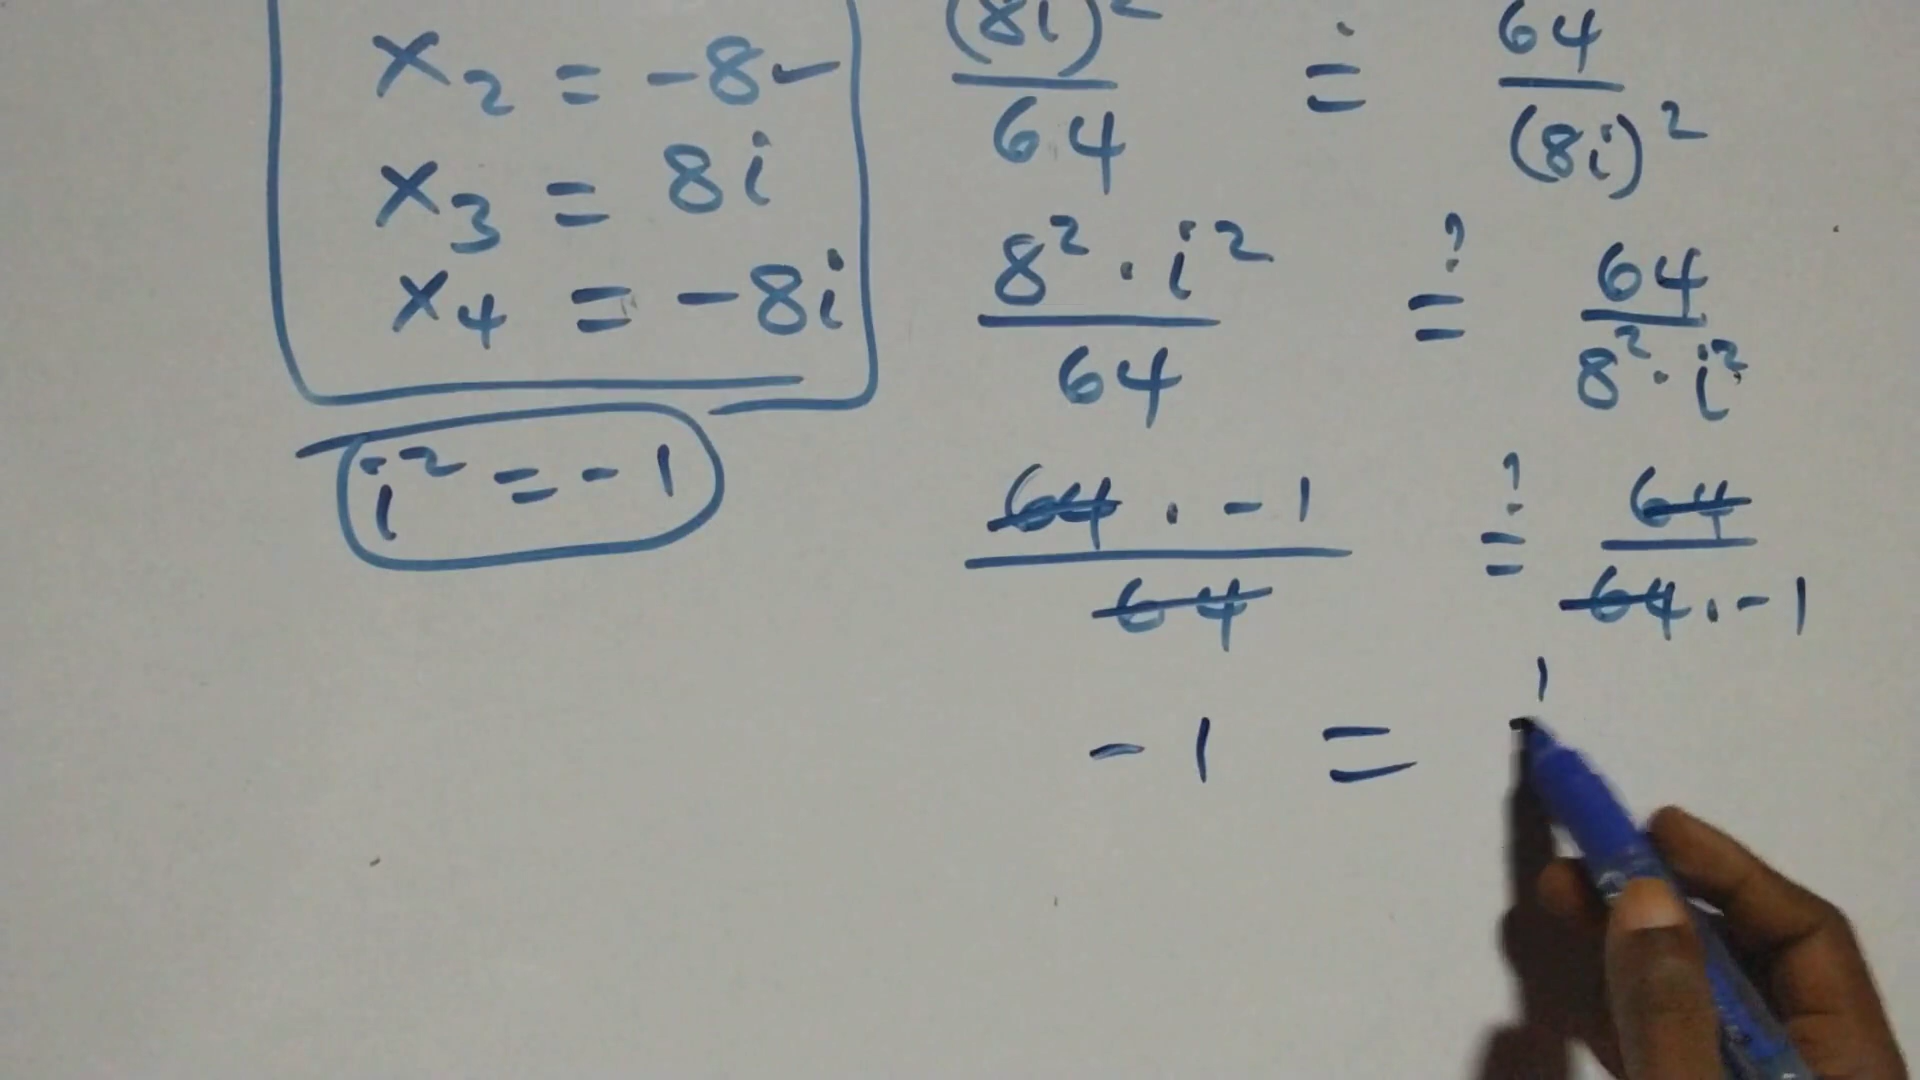 x₂ = -8
x₃ = 8i
x₄ = -8i
i² = -1
(8i)²/64 = 64/(8i)²
8² · i²/64 ?= 64/8² · i²
64 · -1/64 ?= 64/64 · -1
-1 = 1